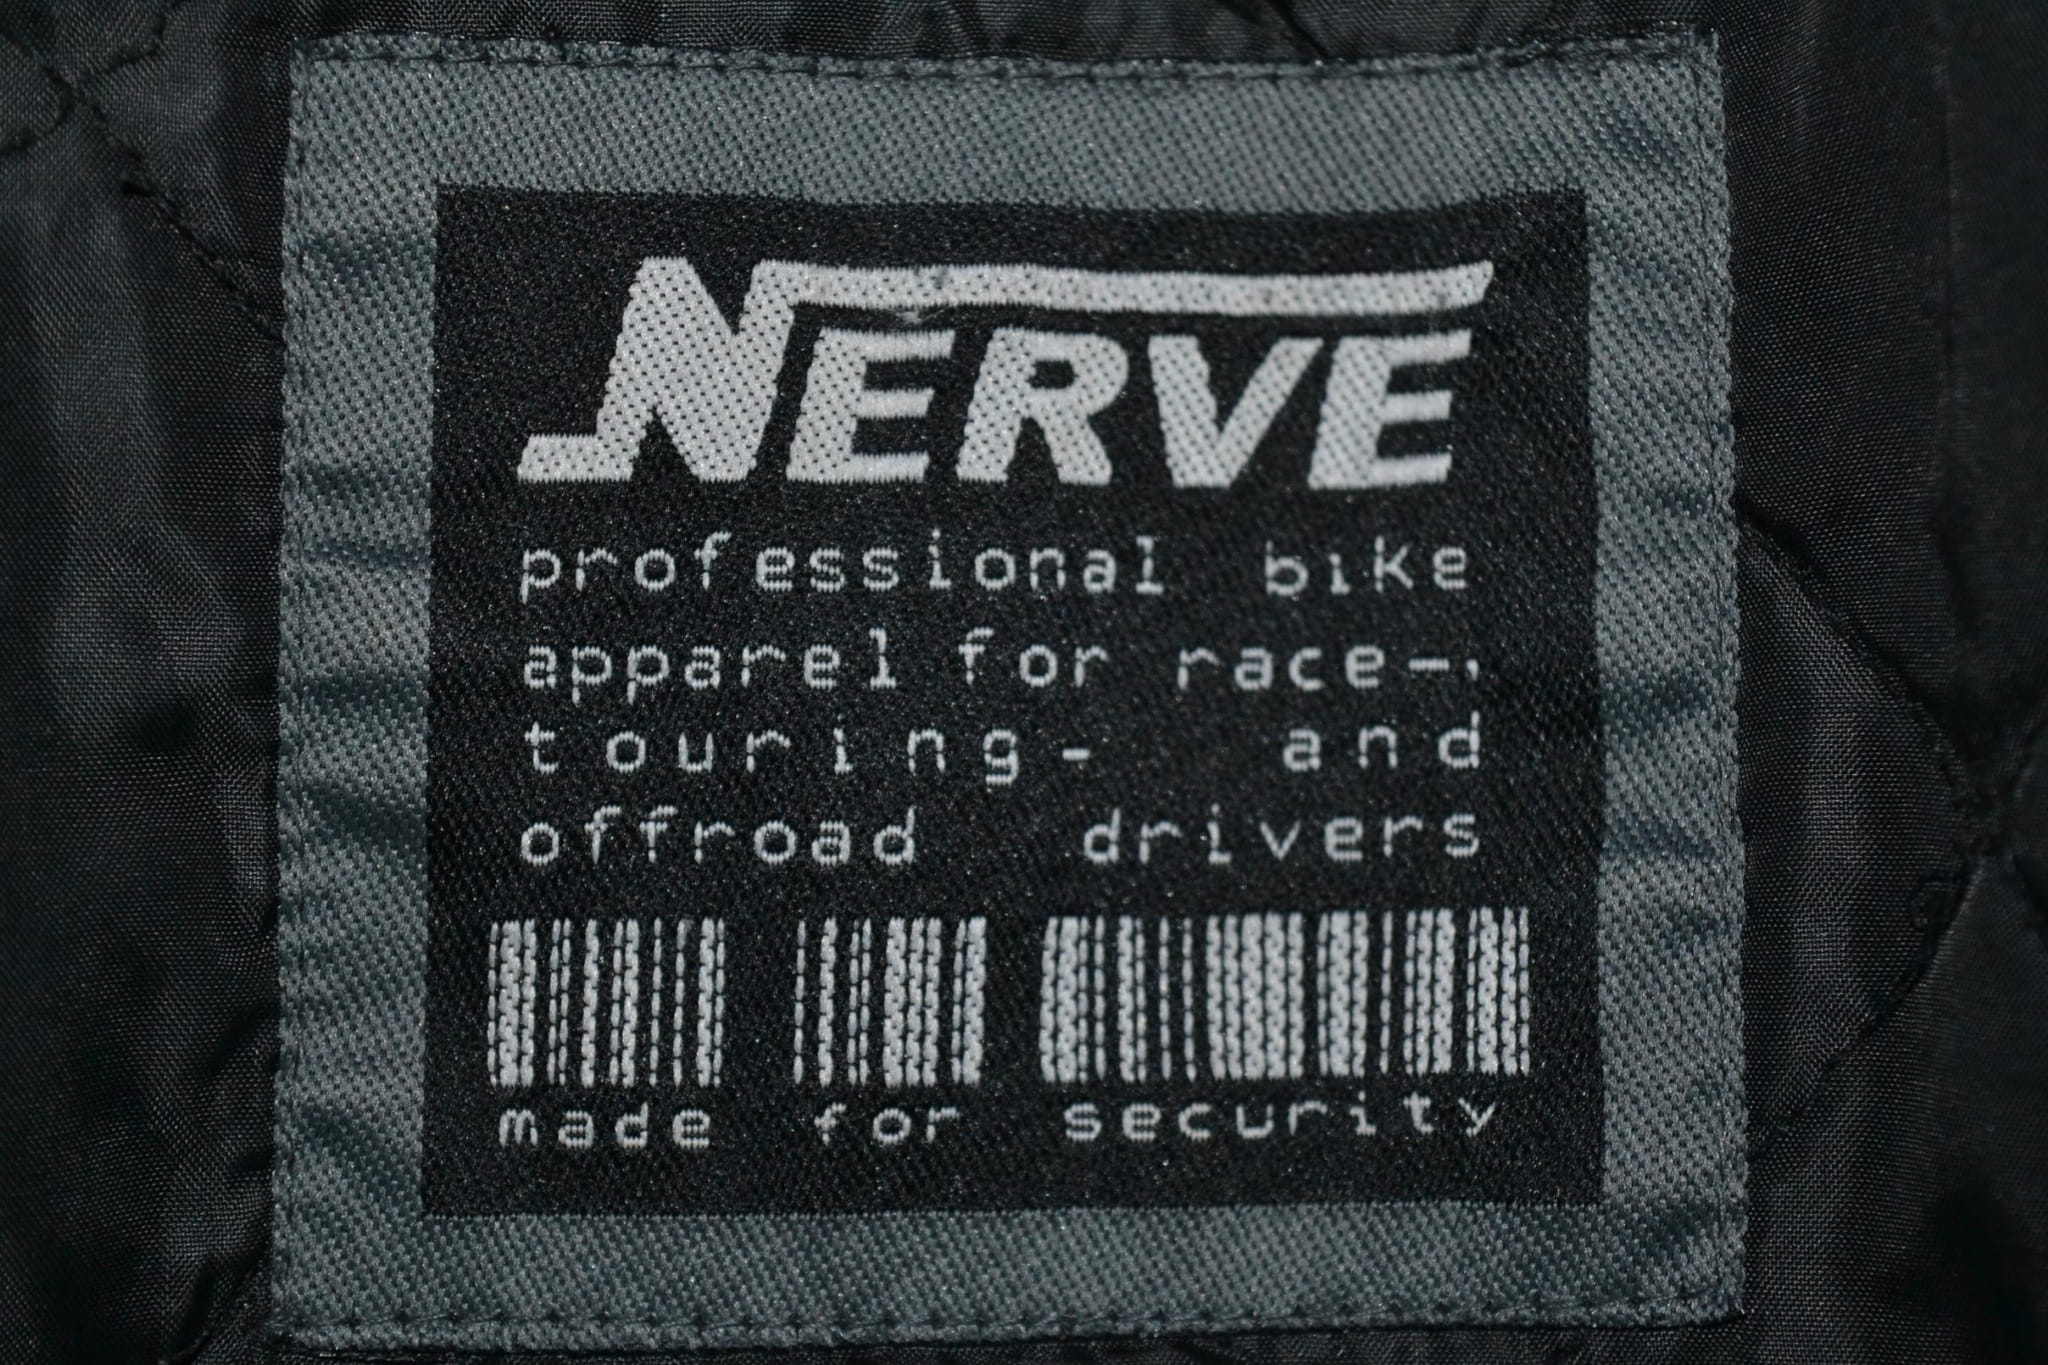 NERVE
professional bike
apparel for race-,
touring- and
offroad drivers
made for security